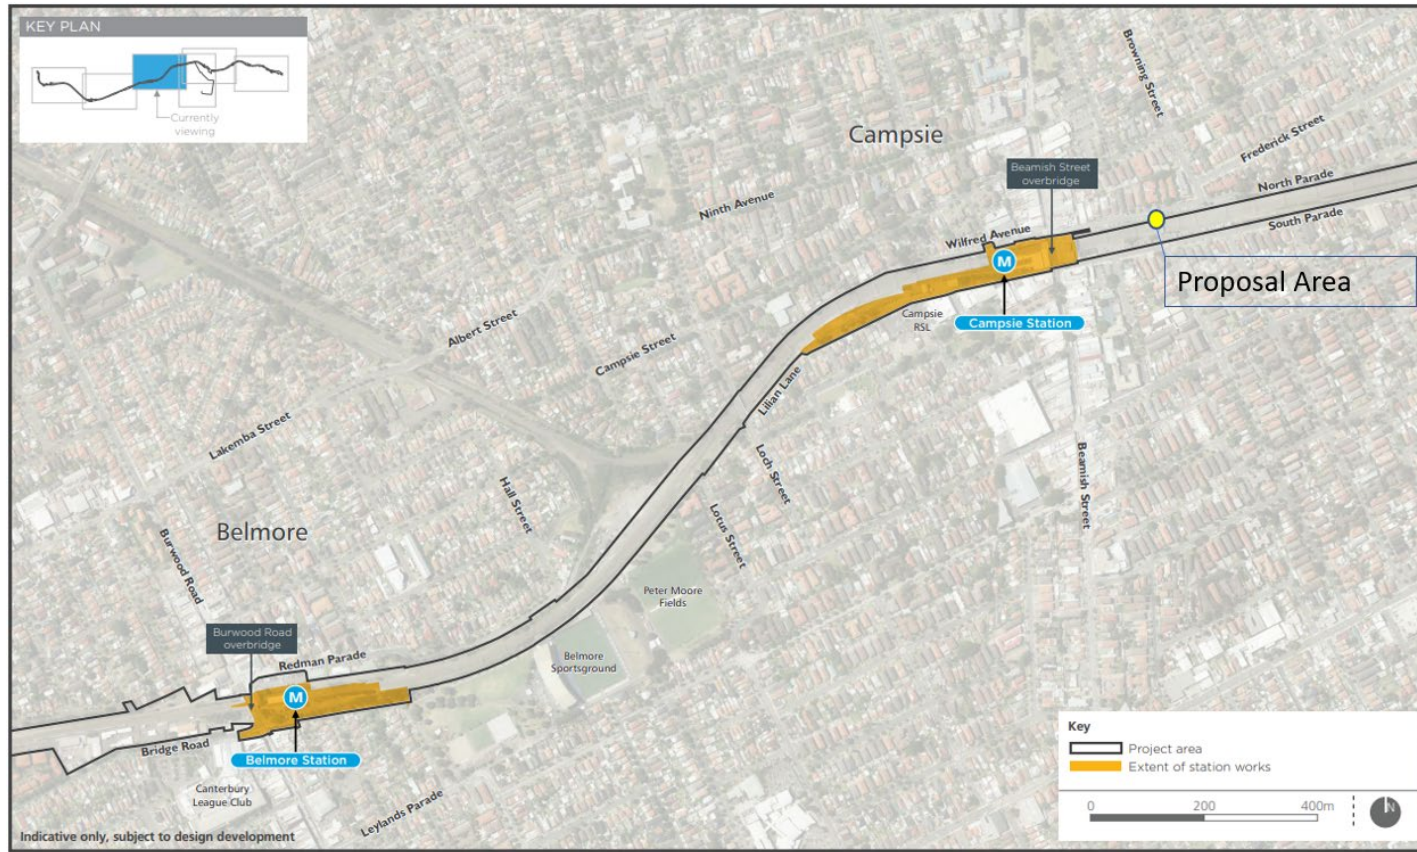 KEY PLAN
Currently
viewing
Campsie
Browning Street
Frederick Street
Beamish Street
overbridge
North Parade
South Parade
Ninth Avenue
Wilfred Avenue
M
Proposal Area
Campsie
RSL
Campsie Station
Albert Street
Campsie Street
Lilian Lane
Lakemba Street
Loch Street
Beamish Street
Hall Street
Lotus Street
Belmore
Burwood Road
Peter Moore
Fields
Burwood Road
overbridge
Redman Parade
Belmore
Sportsground
M
Bridge Road
Belmore Station
Canterbury
League Club
Leylands Parade
Indicative only, subject to design development
Key
Project area
Extent of station works
0 200 400m
N